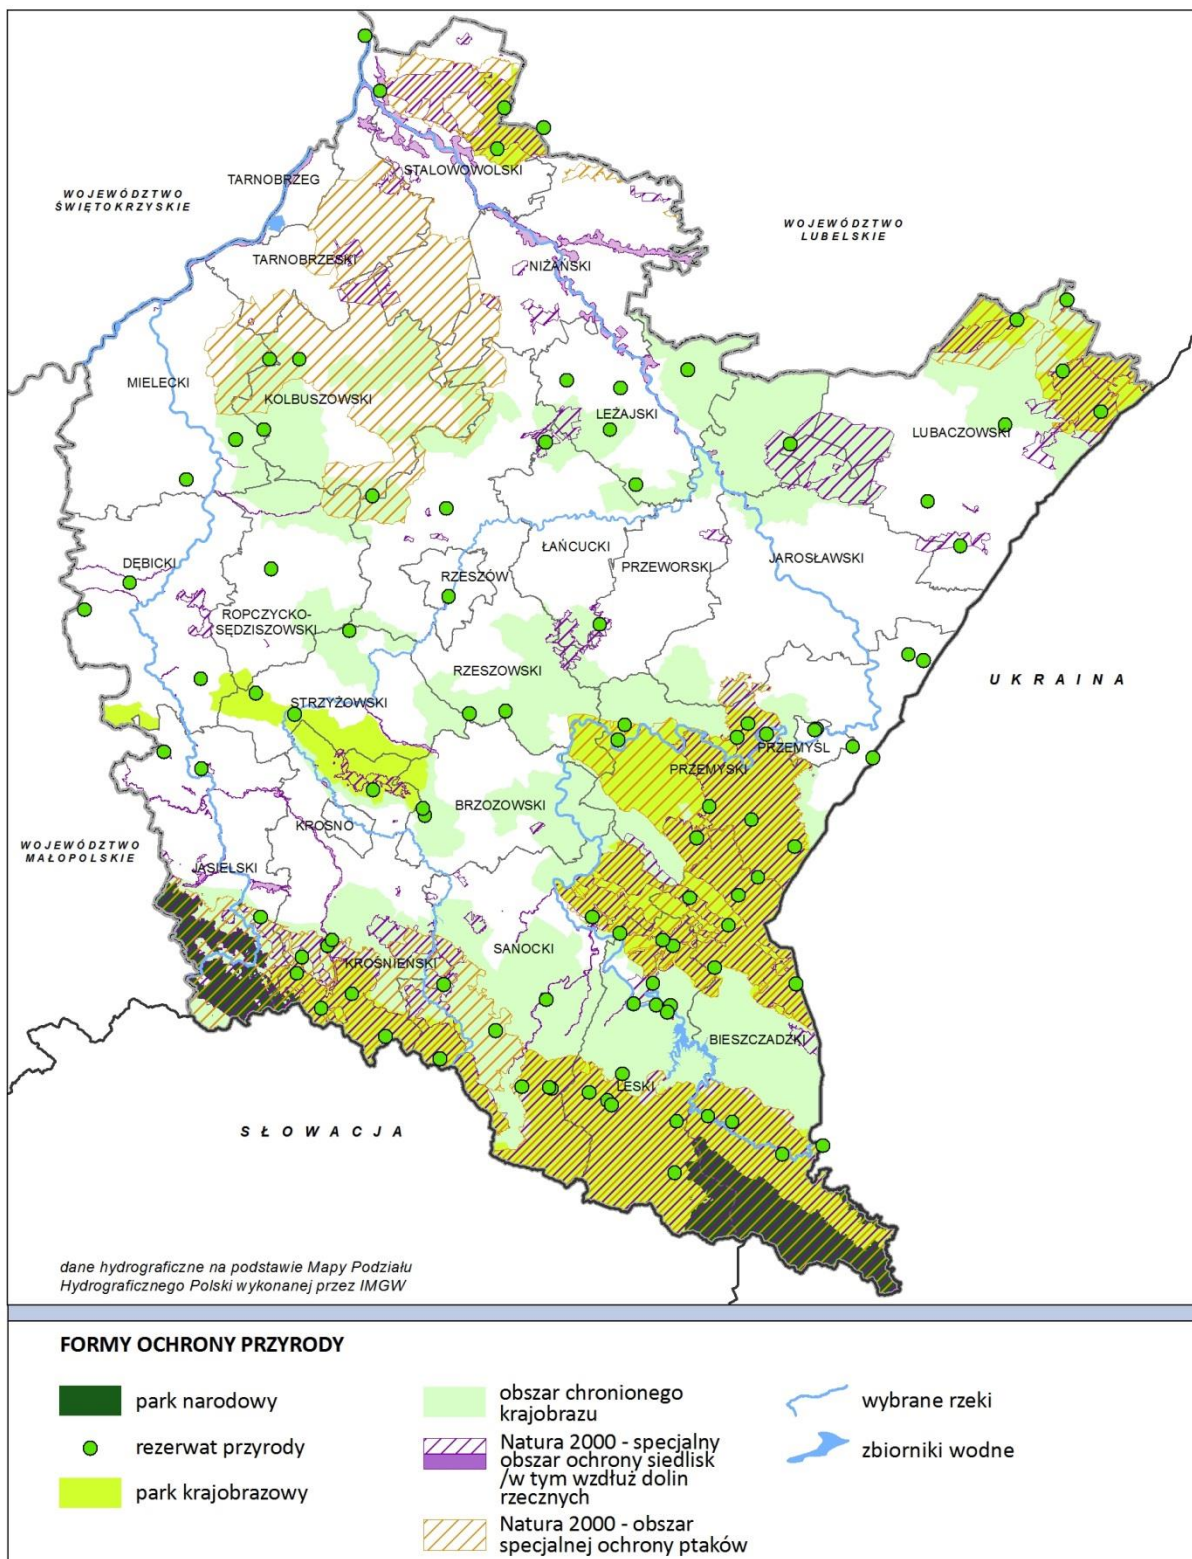 WOJEWÓDZTWO
ŚWIĘTOKRZYSKIE
TARNOBRZEG
STALOWOWOLSKI
WOJEWÓDZTWO
LUBELSKIE
TARNOBRZESKI
NIŻAŃSKI
MIELECKI
KOLBUSZOWSKI
LEŻAJSKI
LUBACZOWSKI
DĘBICKI
ŁAŃCUCKI
RZESZÓW
PRZEWORSKI
JAROSŁAWSKI
ROPCZYCKO-
SĘDZISZOWSKI
RZESZOWSKI
UKRAINA
STRZYŻOWSKI
PRZEMYŚL
PRZEMYSKI
BRZOZOWSKI
KROSNO
WOJEWÓDZTWO
MAŁOPOLSKIE
JASIELSKI
SANOCKI
KROŚNIEŃSKI
BIESZCZADZKI
LESKI
SŁOWACJA
dane hydrograficzne na podstawie Mapy Podziału
Hydrograficznego Polski wykonanej przez IMGW
FORMY OCHRONY PRZYRODY
park narodowy
rezerwat przyrody
park krajobrazowy
obszar chronionego
krajobrazu
Natura 2000 - specjalny
obszar ochrony siedlisk
/w tym wzdłuż dolin
rzecznych
Natura 2000 - obszar
specjalnej ochrony ptaków
wybrane rzeki
zbiorniki wodne